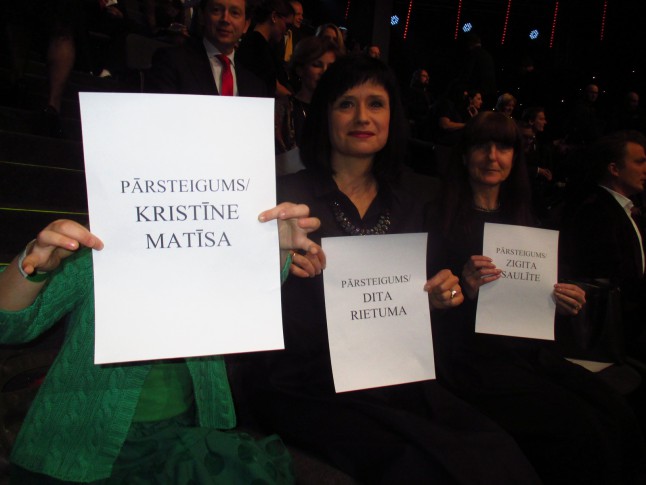 PĀRSTEIGUMS/
KRISTĪNE
MATĪSA
PĀRSTEIGUMS/
DITA
RIETUMA
PĀRSTEIGUMS/
ZIGITA
SAULĪTE